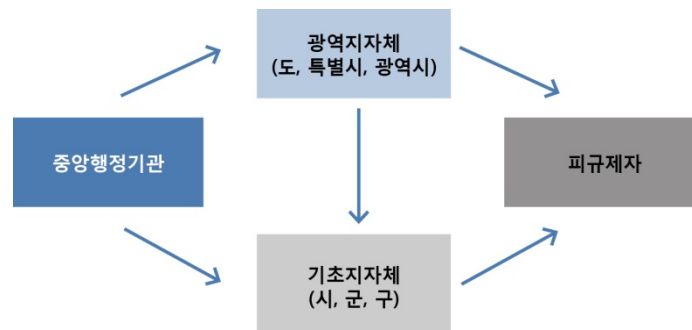 광역지자체
(도, 특별시, 광역시)
중앙행정기관
피규제자
기초지자체
(시, 군, 구)